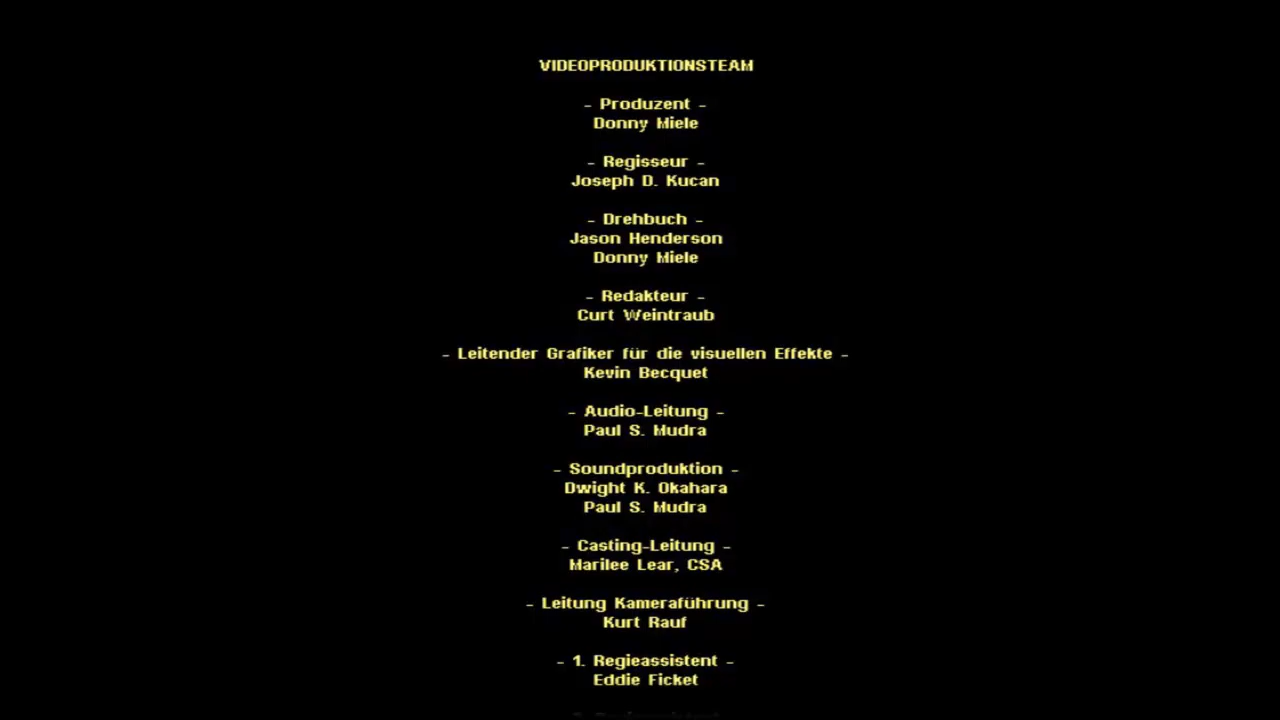 VIDEOPRODUKTIONSTEAM
- Produzent -
Donny Miele
- Regisseur -
Joseph D. Kucan
- Drehbuch -
Jason Henderson
Donny Miele
- Redakteur -
Curt Weintraub
- Leitender Grafiker für die visuellen Effekte -
Kevin Becquet
- Audio-Leitung -
Paul S. Mudra
- Soundproduktion -
Dwight K. Okahara
Paul S. Mudra
- Casting-Leitung -
Marilee Lear, CSA
- Leitung Kameraführung -
Kurt Rauf
- 1. Regieassistent -
Eddie Ficket